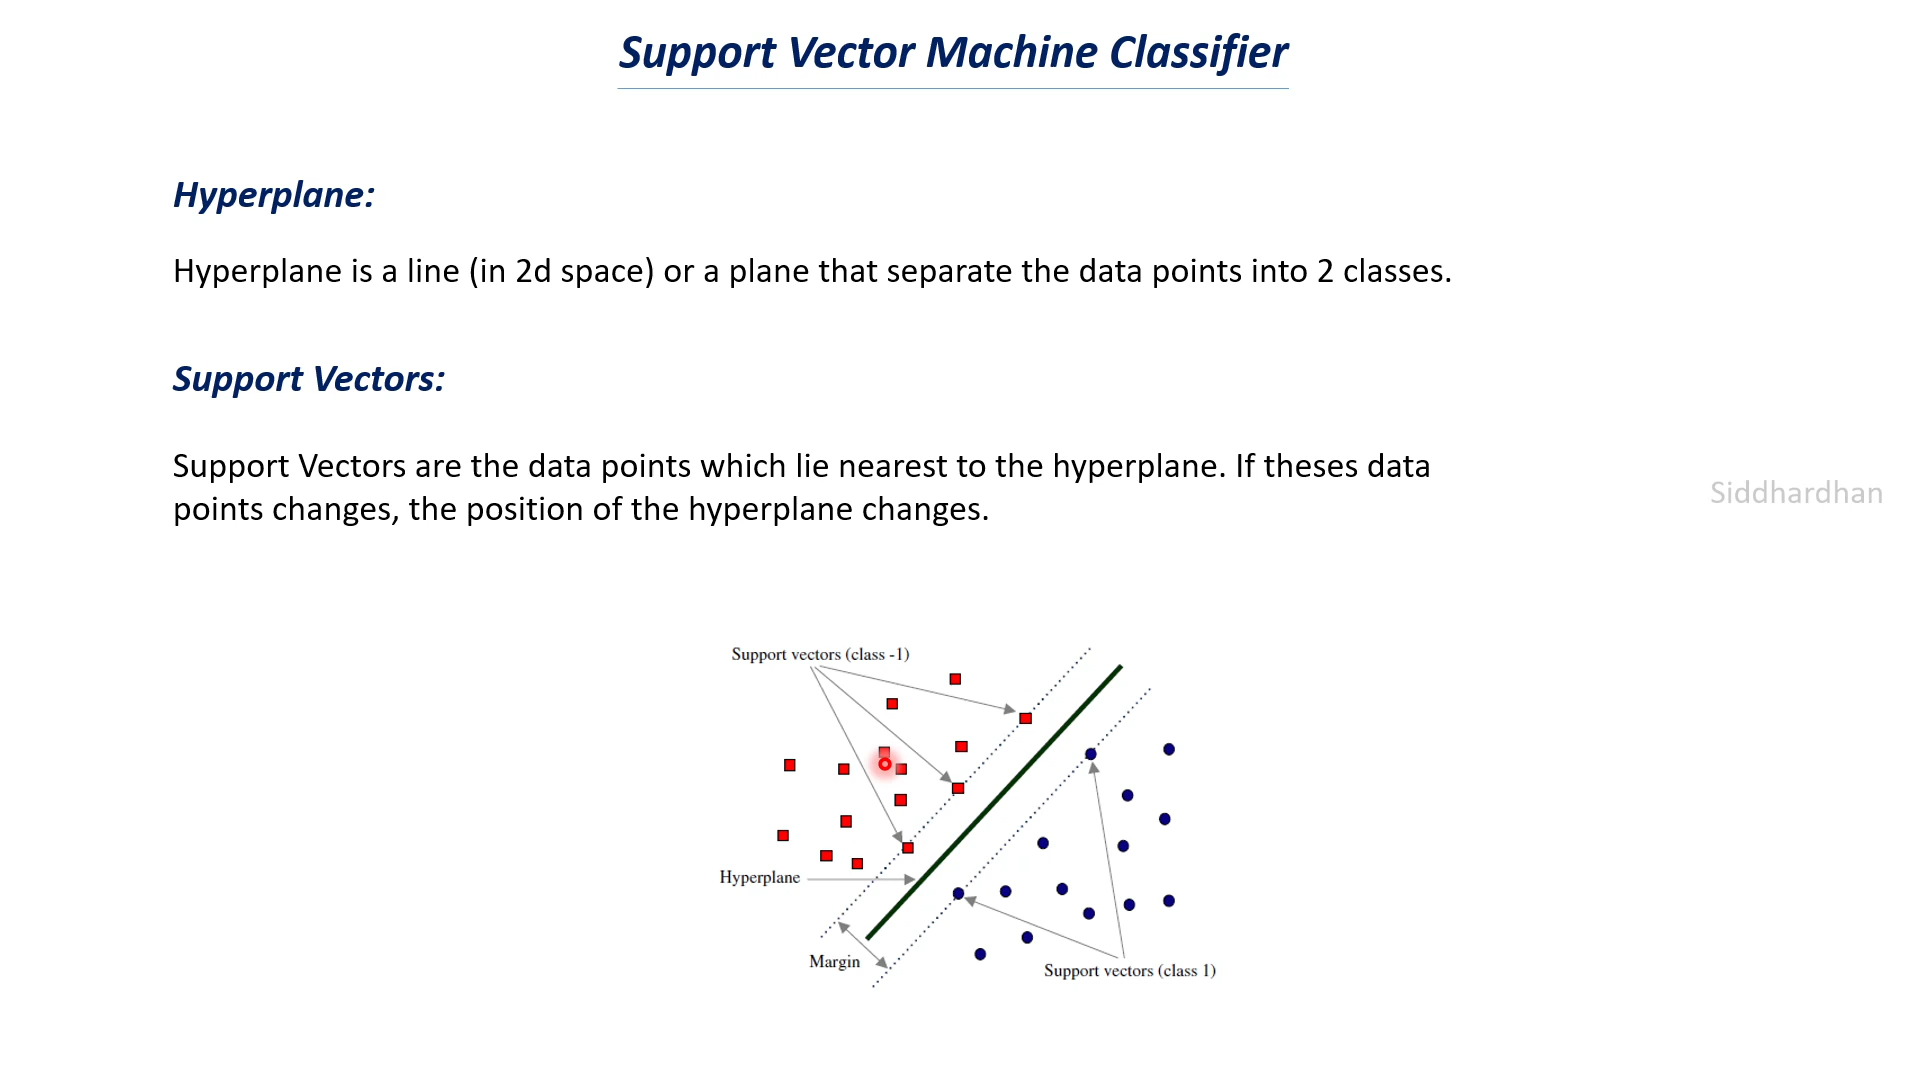 Support Vector Machine Classifier
Hyperplane:
Hyperplane is a line (in 2d space) or a plane that separate the data points into 2 classes.
Support Vectors:
Support Vectors are the data points which lie nearest to the hyperplane. If theses data
points changes, the position of the hyperplane changes.
Siddhardhan
Support vectors (class -1)
Hyperplane
Margin
Support vectors (class 1)